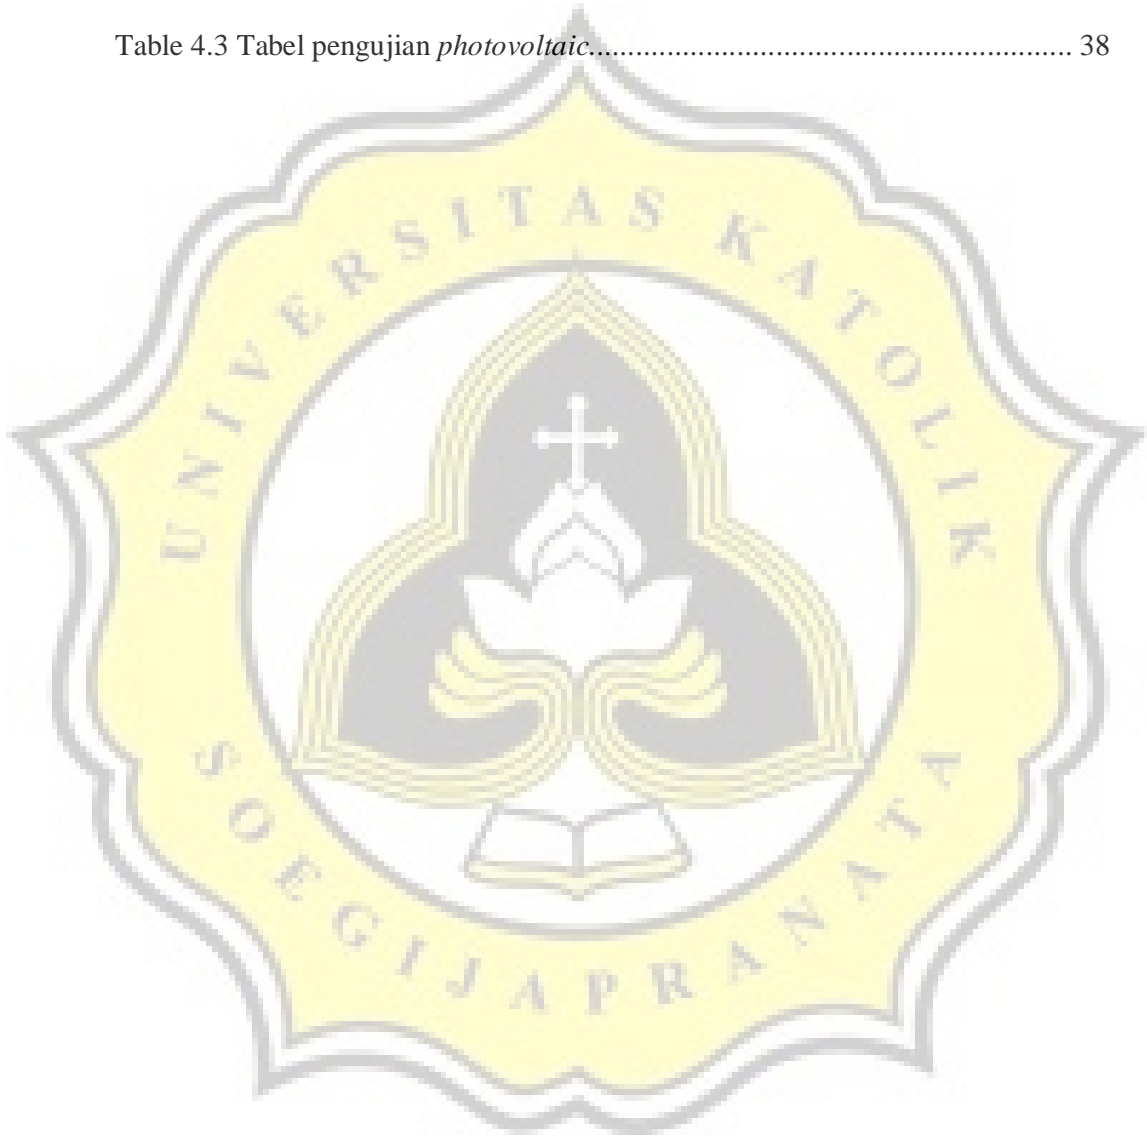 Table 4.3 Tabel pengujian photovoltaic................................................................ 38
UNIVERSITAS KATOLIK
SOEGIJAPRANATA